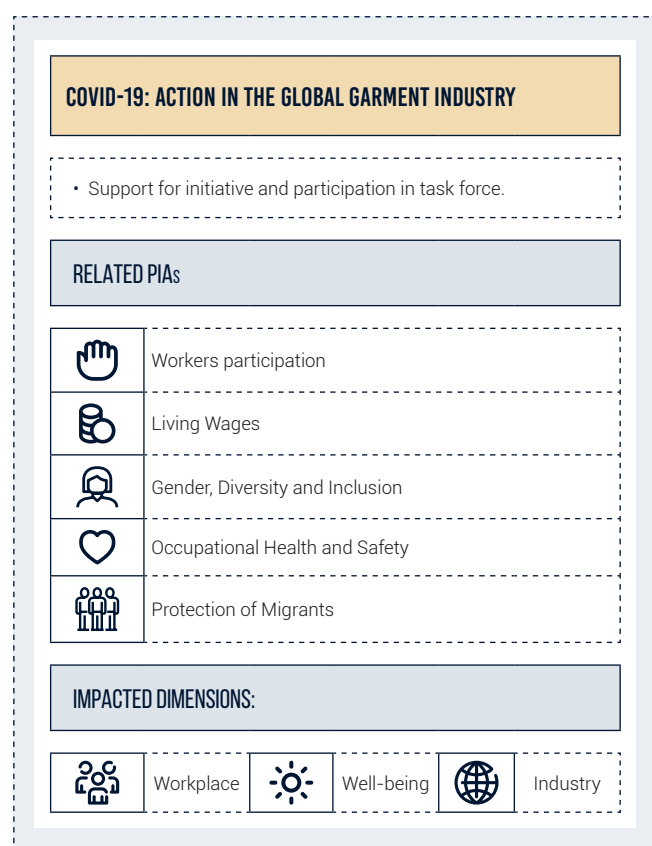 COVID-19: ACTION IN THE GLOBAL GARMENT INDUSTRY
• Support for initiative and participation in task force.
RELATED PIAs
Workers participation
Living Wages
Gender, Diversity and Inclusion
Occupational Health and Safety
Protection of Migrants
IMPACTED DIMENSIONS:
Workplace
Well-being
Industry